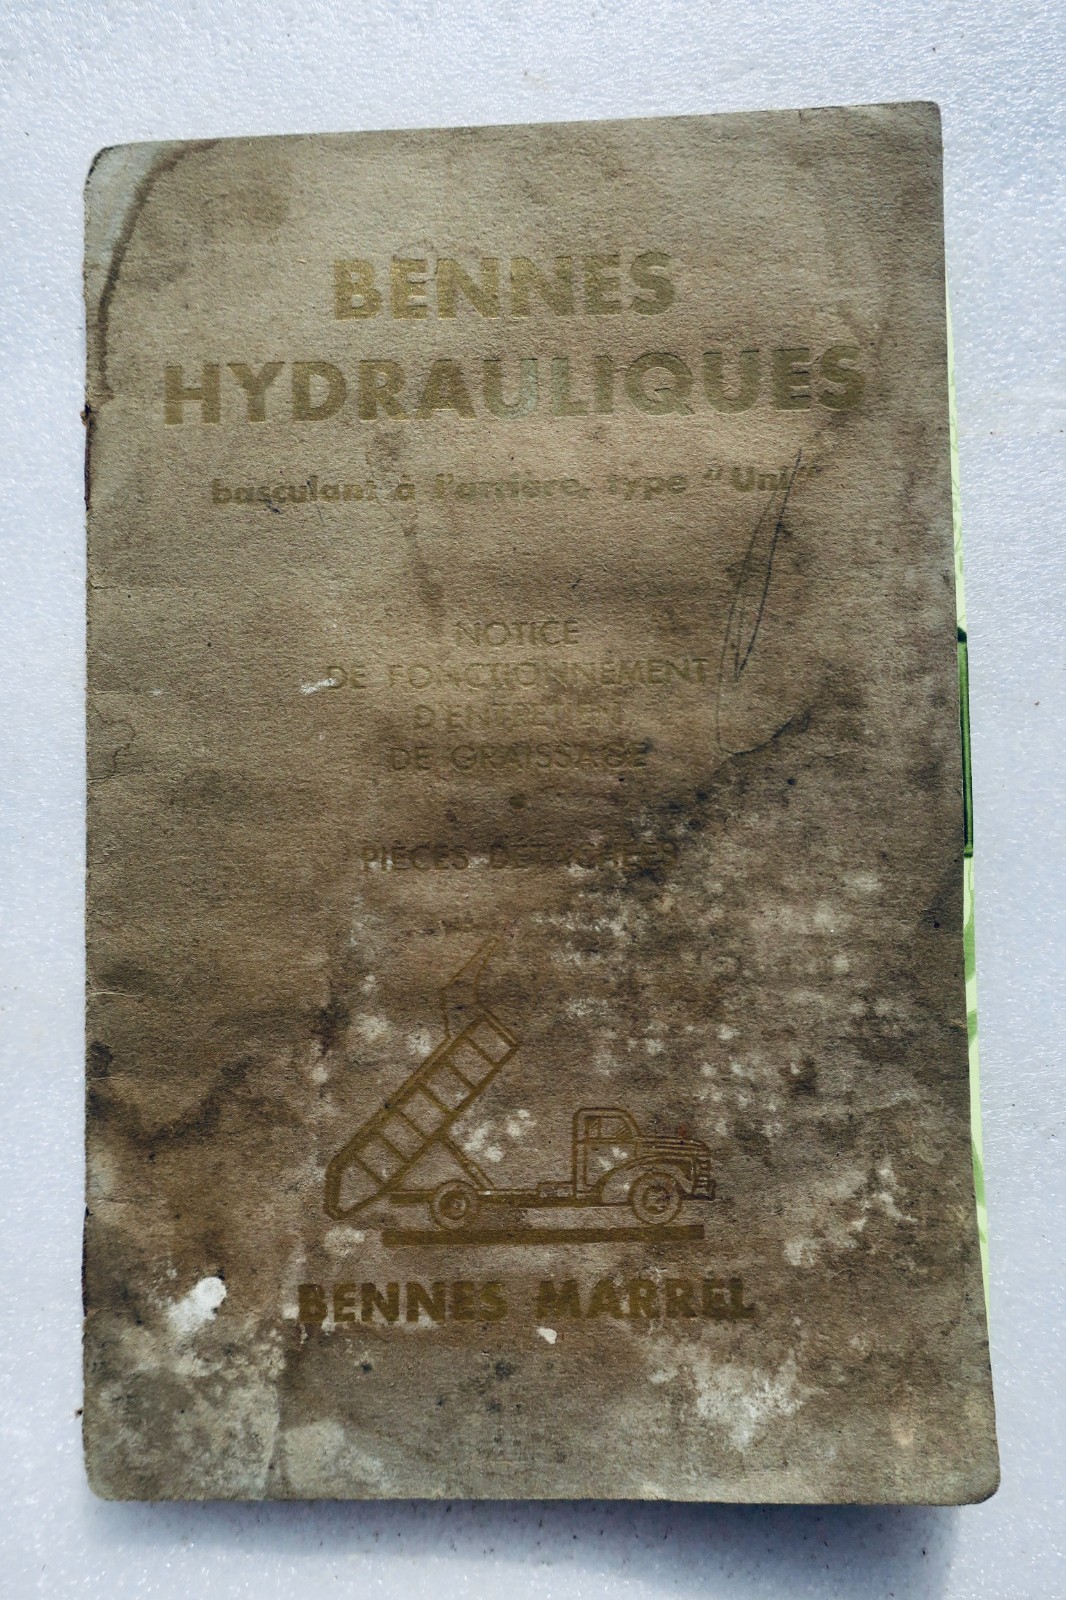 BENNES
HYDRAULIQUES
basculant à l'arrière, type "Uni"
NOTICE
DE FONCTIONNEMENT
D'ENTRETIEN
DE GRAISSAGE
PIÈCES DÉTACHÉES
BENNES MARREL